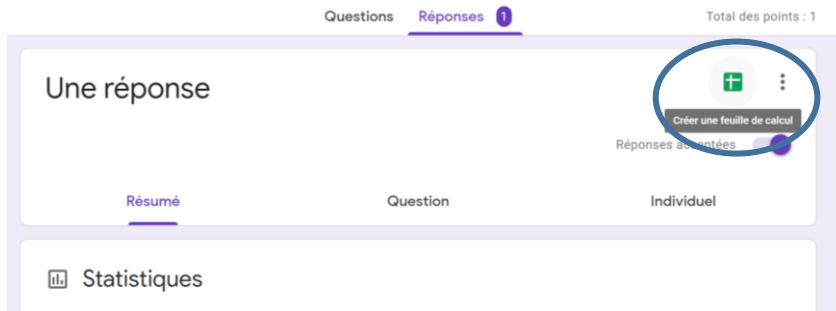 Questions Réponses 1 Total des points : 1
Une réponse
Créer une feuille de calcul
Réponses acceptées
Résumé Question Individuel
Statistiques